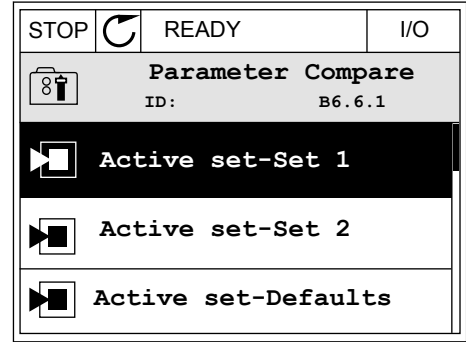 STOP READY I/O
Parameter Compare
ID: B6.6.1
Active set-Set 1
Active set-Set 2
Active set-Defaults